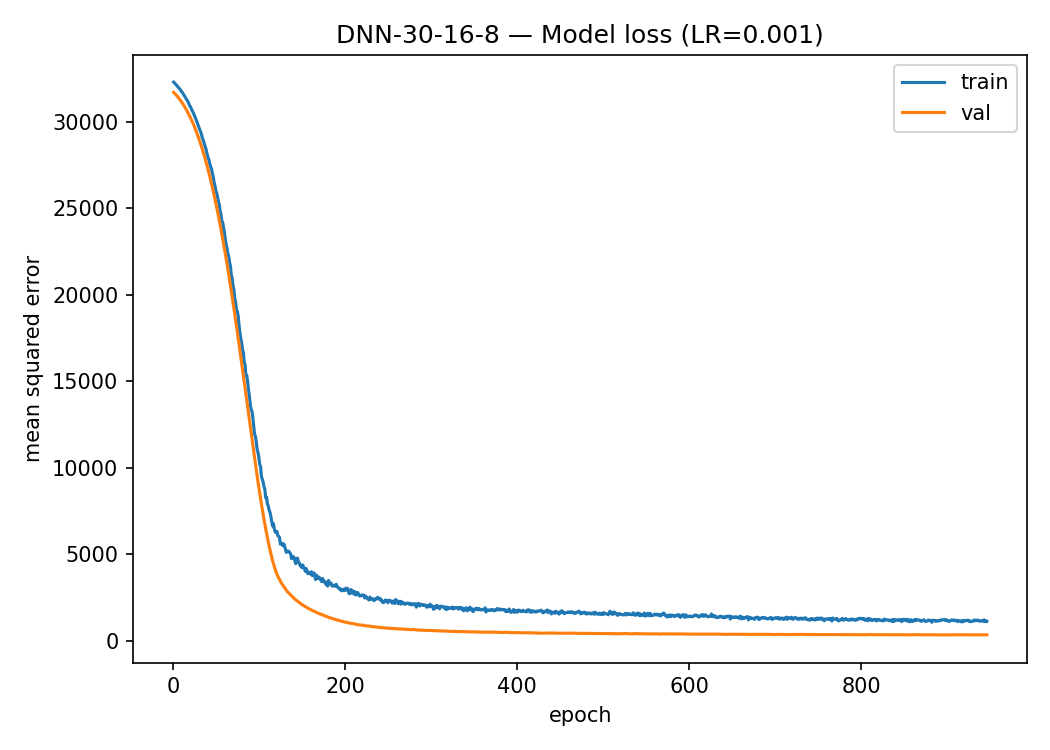 DNN-30-16-8 — Model loss (LR=0.001)
train
val
30000
25000
20000
15000
10000
5000
0
mean squared error
0 200 400 600 800
epoch